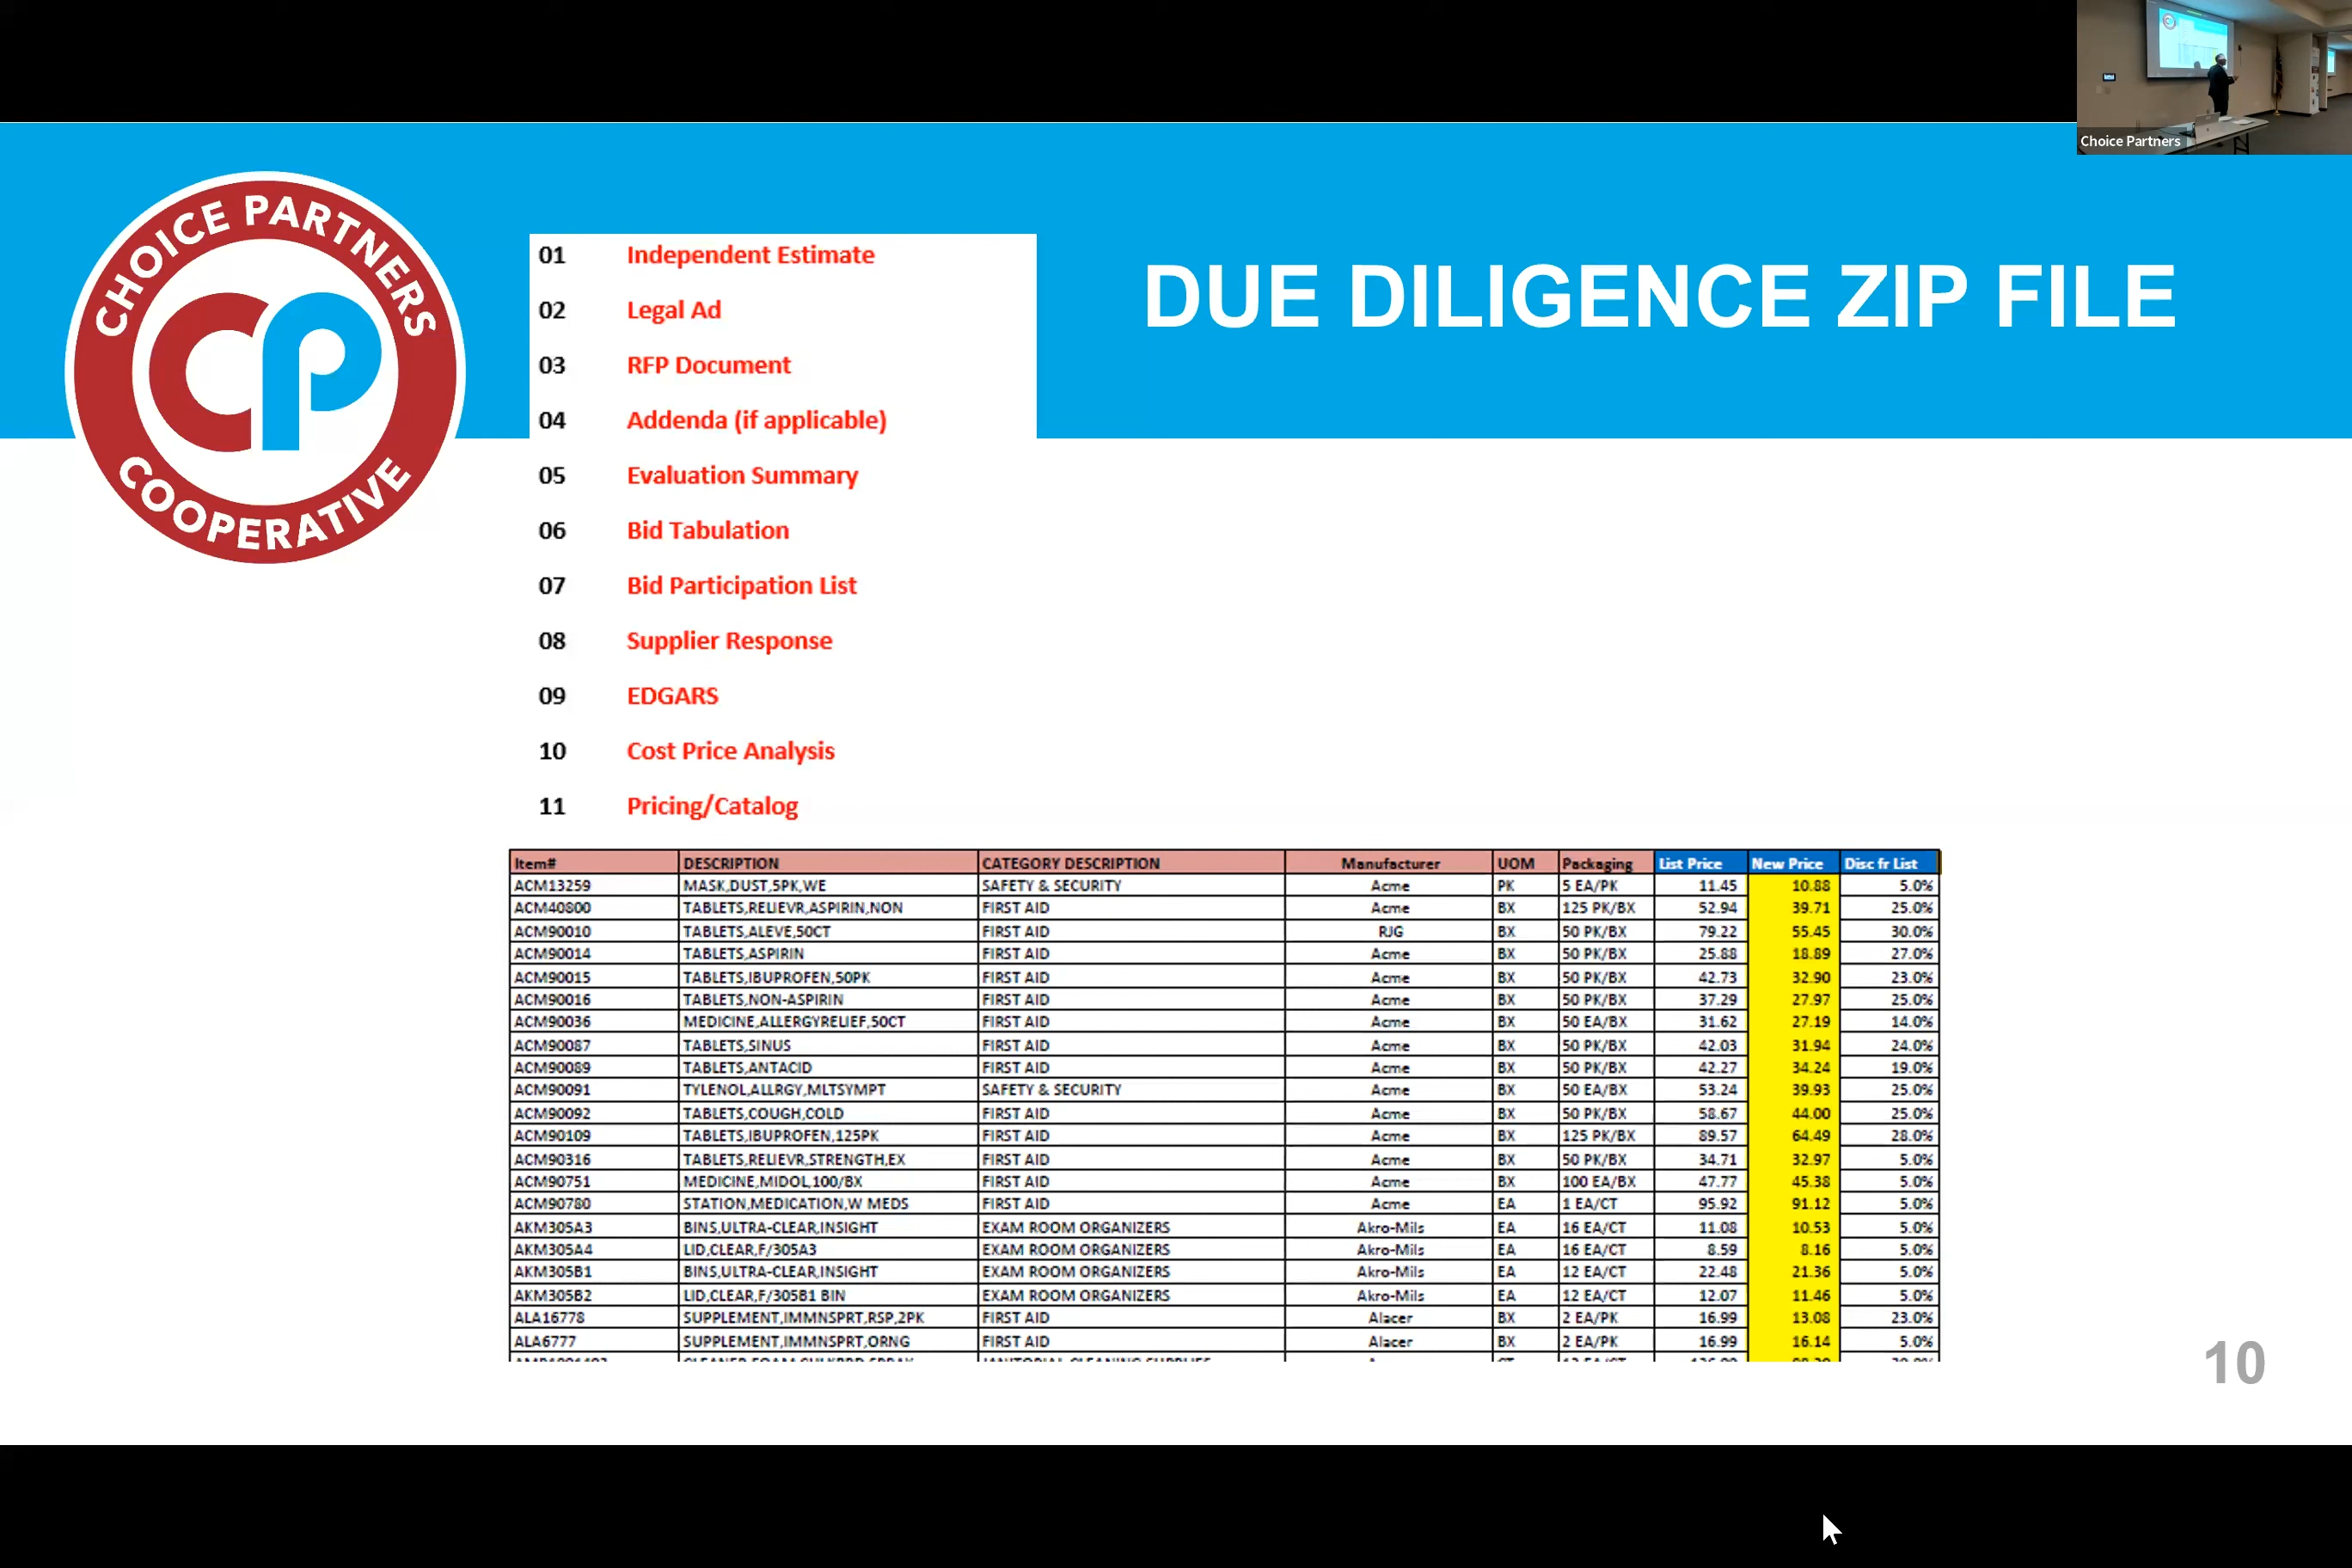 Choice Partners
CHOICE PARTNERS
CP
COOPERATIVE
DUE DILIGENCE ZIP FILE
01 Independent Estimate
02 Legal Ad
03 RFP Document
04 Addenda (if applicable)
05 Evaluation Summary
06 Bid Tabulation
07 Bid Participation List
08 Supplier Response
09 EDGARS
10 Cost Price Analysis
11 Pricing/Catalog
Item# DESCRIPTION CATEGORY DESCRIPTION Manufacturer UOM Packaging List Price New Price Disc fr List
ACM13259 MASK,DUST,5PK,WE SAFETY & SECURITY Acme PK 5 EA/PK 11.45 10.88 5.0%
ACM40800 TABLETS,RELIEVR,ASPIRIN,NON FIRST AID Acme BX 125 PK/BX 52.94 39.71 25.0%
ACM90010 TABLETS,ALEVE,50CT FIRST AID RJG BX 50 PK/BX 79.22 55.45 30.0%
ACM90014 TABLETS,ASPIRIN FIRST AID Acme BX 50 PK/BX 25.88 18.89 27.0%
ACM90015 TABLETS,IBUPROFEN,50PK FIRST AID Acme BX 50 PK/BX 42.73 32.90 23.0%
ACM90016 TABLETS,NON-ASPIRIN FIRST AID Acme BX 50 PK/BX 37.29 27.97 25.0%
ACM90036 MEDICINE,ALLERGYRELIEF,50CT FIRST AID Acme BX 50 EA/BX 31.62 27.19 14.0%
ACM90087 TABLETS,SINUS FIRST AID Acme BX 50 PK/BX 42.03 31.94 24.0%
ACM90089 TABLETS,ANTACID FIRST AID Acme BX 50 PK/BX 42.27 34.24 19.0%
ACM90091 TYLENOL,ALLRGY,MLTSYMPT SAFETY & SECURITY Acme BX 50 EA/BX 53.24 39.93 25.0%
ACM90092 TABLETS,COUGH,COLD FIRST AID Acme BX 50 PK/BX 58.67 44.00 25.0%
ACM90109 TABLETS,IBUPROFEN,125PK FIRST AID Acme BX 125 PK/BX 89.57 64.49 28.0%
ACM90316 TABLETS,RELIEVR,STRENGTH,EX FIRST AID Acme BX 50 PK/BX 34.71 32.97 5.0%
ACM90751 MEDICINE,MIDOL,100/BX FIRST AID Acme BX 100 EA/BX 47.77 45.38 5.0%
ACM90780 STATION,MEDICATION,W MEDS FIRST AID Acme EA 1 EA/CT 95.92 91.12 5.0%
AKM305A3 BINS,ULTRA-CLEAR,INSIGHT EXAM ROOM ORGANIZERS Akro-Mils EA 16 EA/CT 11.08 10.53 5.0%
AKM305A4 LID,CLEAR,F/305A3 EXAM ROOM ORGANIZERS Akro-Mils EA 16 EA/CT 8.59 8.16 5.0%
AKM305B1 BINS,ULTRA-CLEAR,INSIGHT EXAM ROOM ORGANIZERS Akro-Mils EA 12 EA/CT 22.48 21.36 5.0%
AKM305B2 LID,CLEAR,F/305B1 BIN EXAM ROOM ORGANIZERS Akro-Mils EA 12 EA/CT 12.07 11.46 5.0%
ALA16778 SUPPLEMENT,IMMNSPRT,RSP,2PK FIRST AID Alacer BX 2 EA/PK 16.99 13.08 23.0%
ALA6777 SUPPLEMENT,IMMNSPRT,ORNG FIRST AID Alacer BX 2 EA/PK 16.99 16.14 5.0%
10